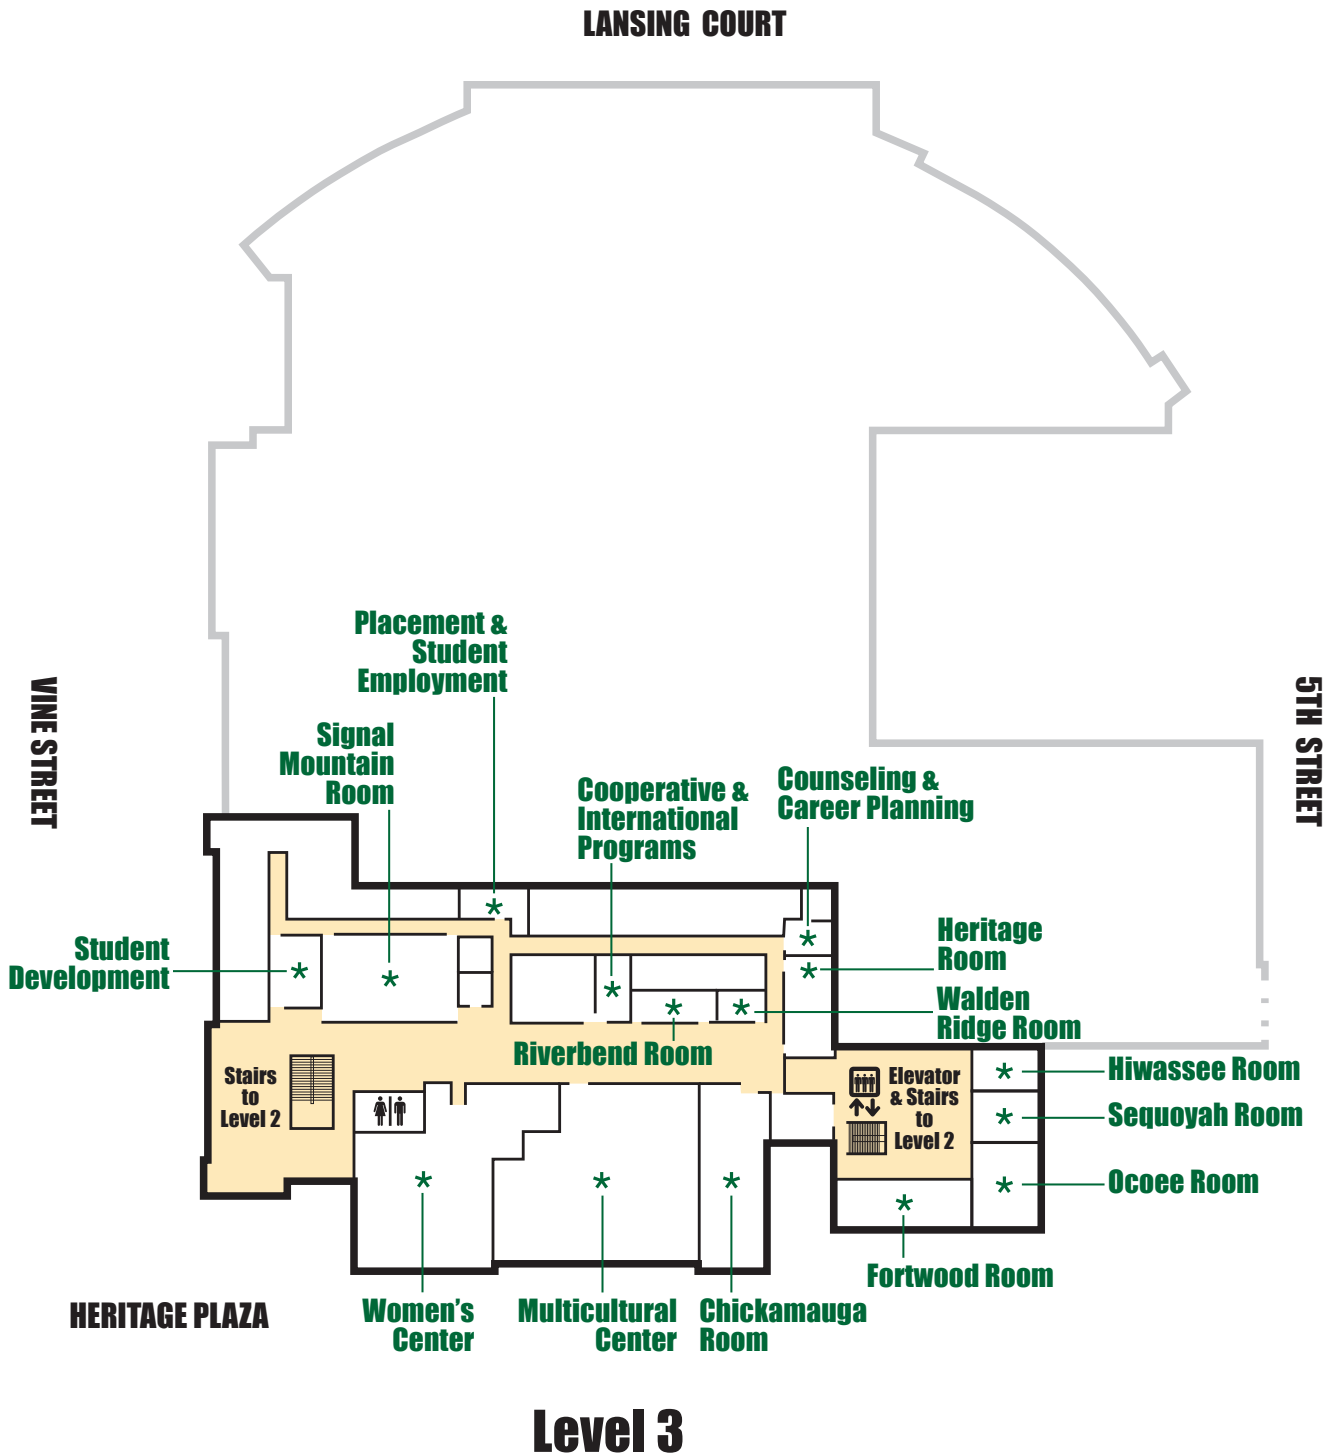 LANSING COURT
Placement &
Student
Employment
VINE STREET
5TH STREET
Signal
Mountain
Room
Cooperative &
International
Programs
Counseling &
Career Planning
Student
Development
Heritage
Room
Walden
Ridge Room
Riverbend Room
Stairs
to
Level 2
Elevator
& Stairs
to
Level 2
Hiwassee Room
Sequoyah Room
Ocoee Room
Fortwood Room
HERITAGE PLAZA
Women's
Center
Multicultural
Center
Chickamauga
Room
Level 3